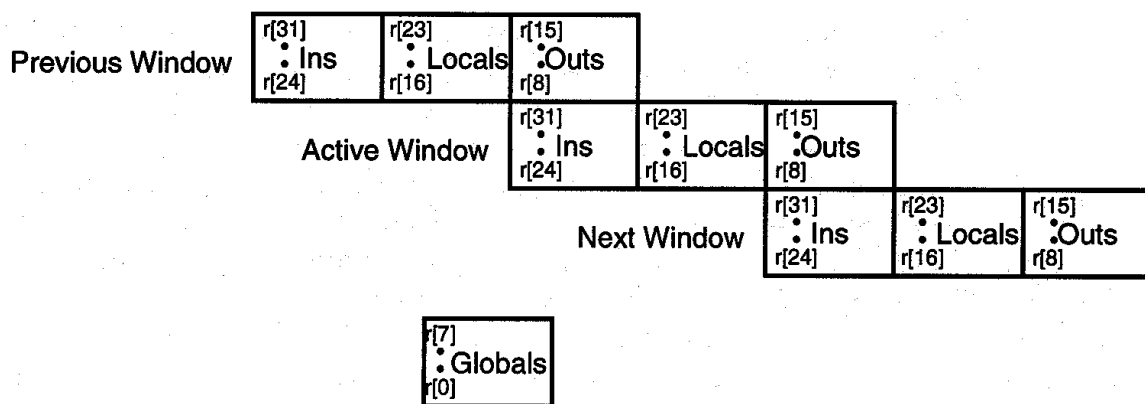 r[31] r[23] r[15]
Previous Window Ins Locals Outs
r[24] r[16] r[8]
r[31] r[23] r[15]
Active Window Ins Locals Outs
r[24] r[16] r[8]
r[31] r[23] r[15]
Next Window Ins Locals Outs
r[24] r[16] r[8]
r[7]
Globals
r[0]